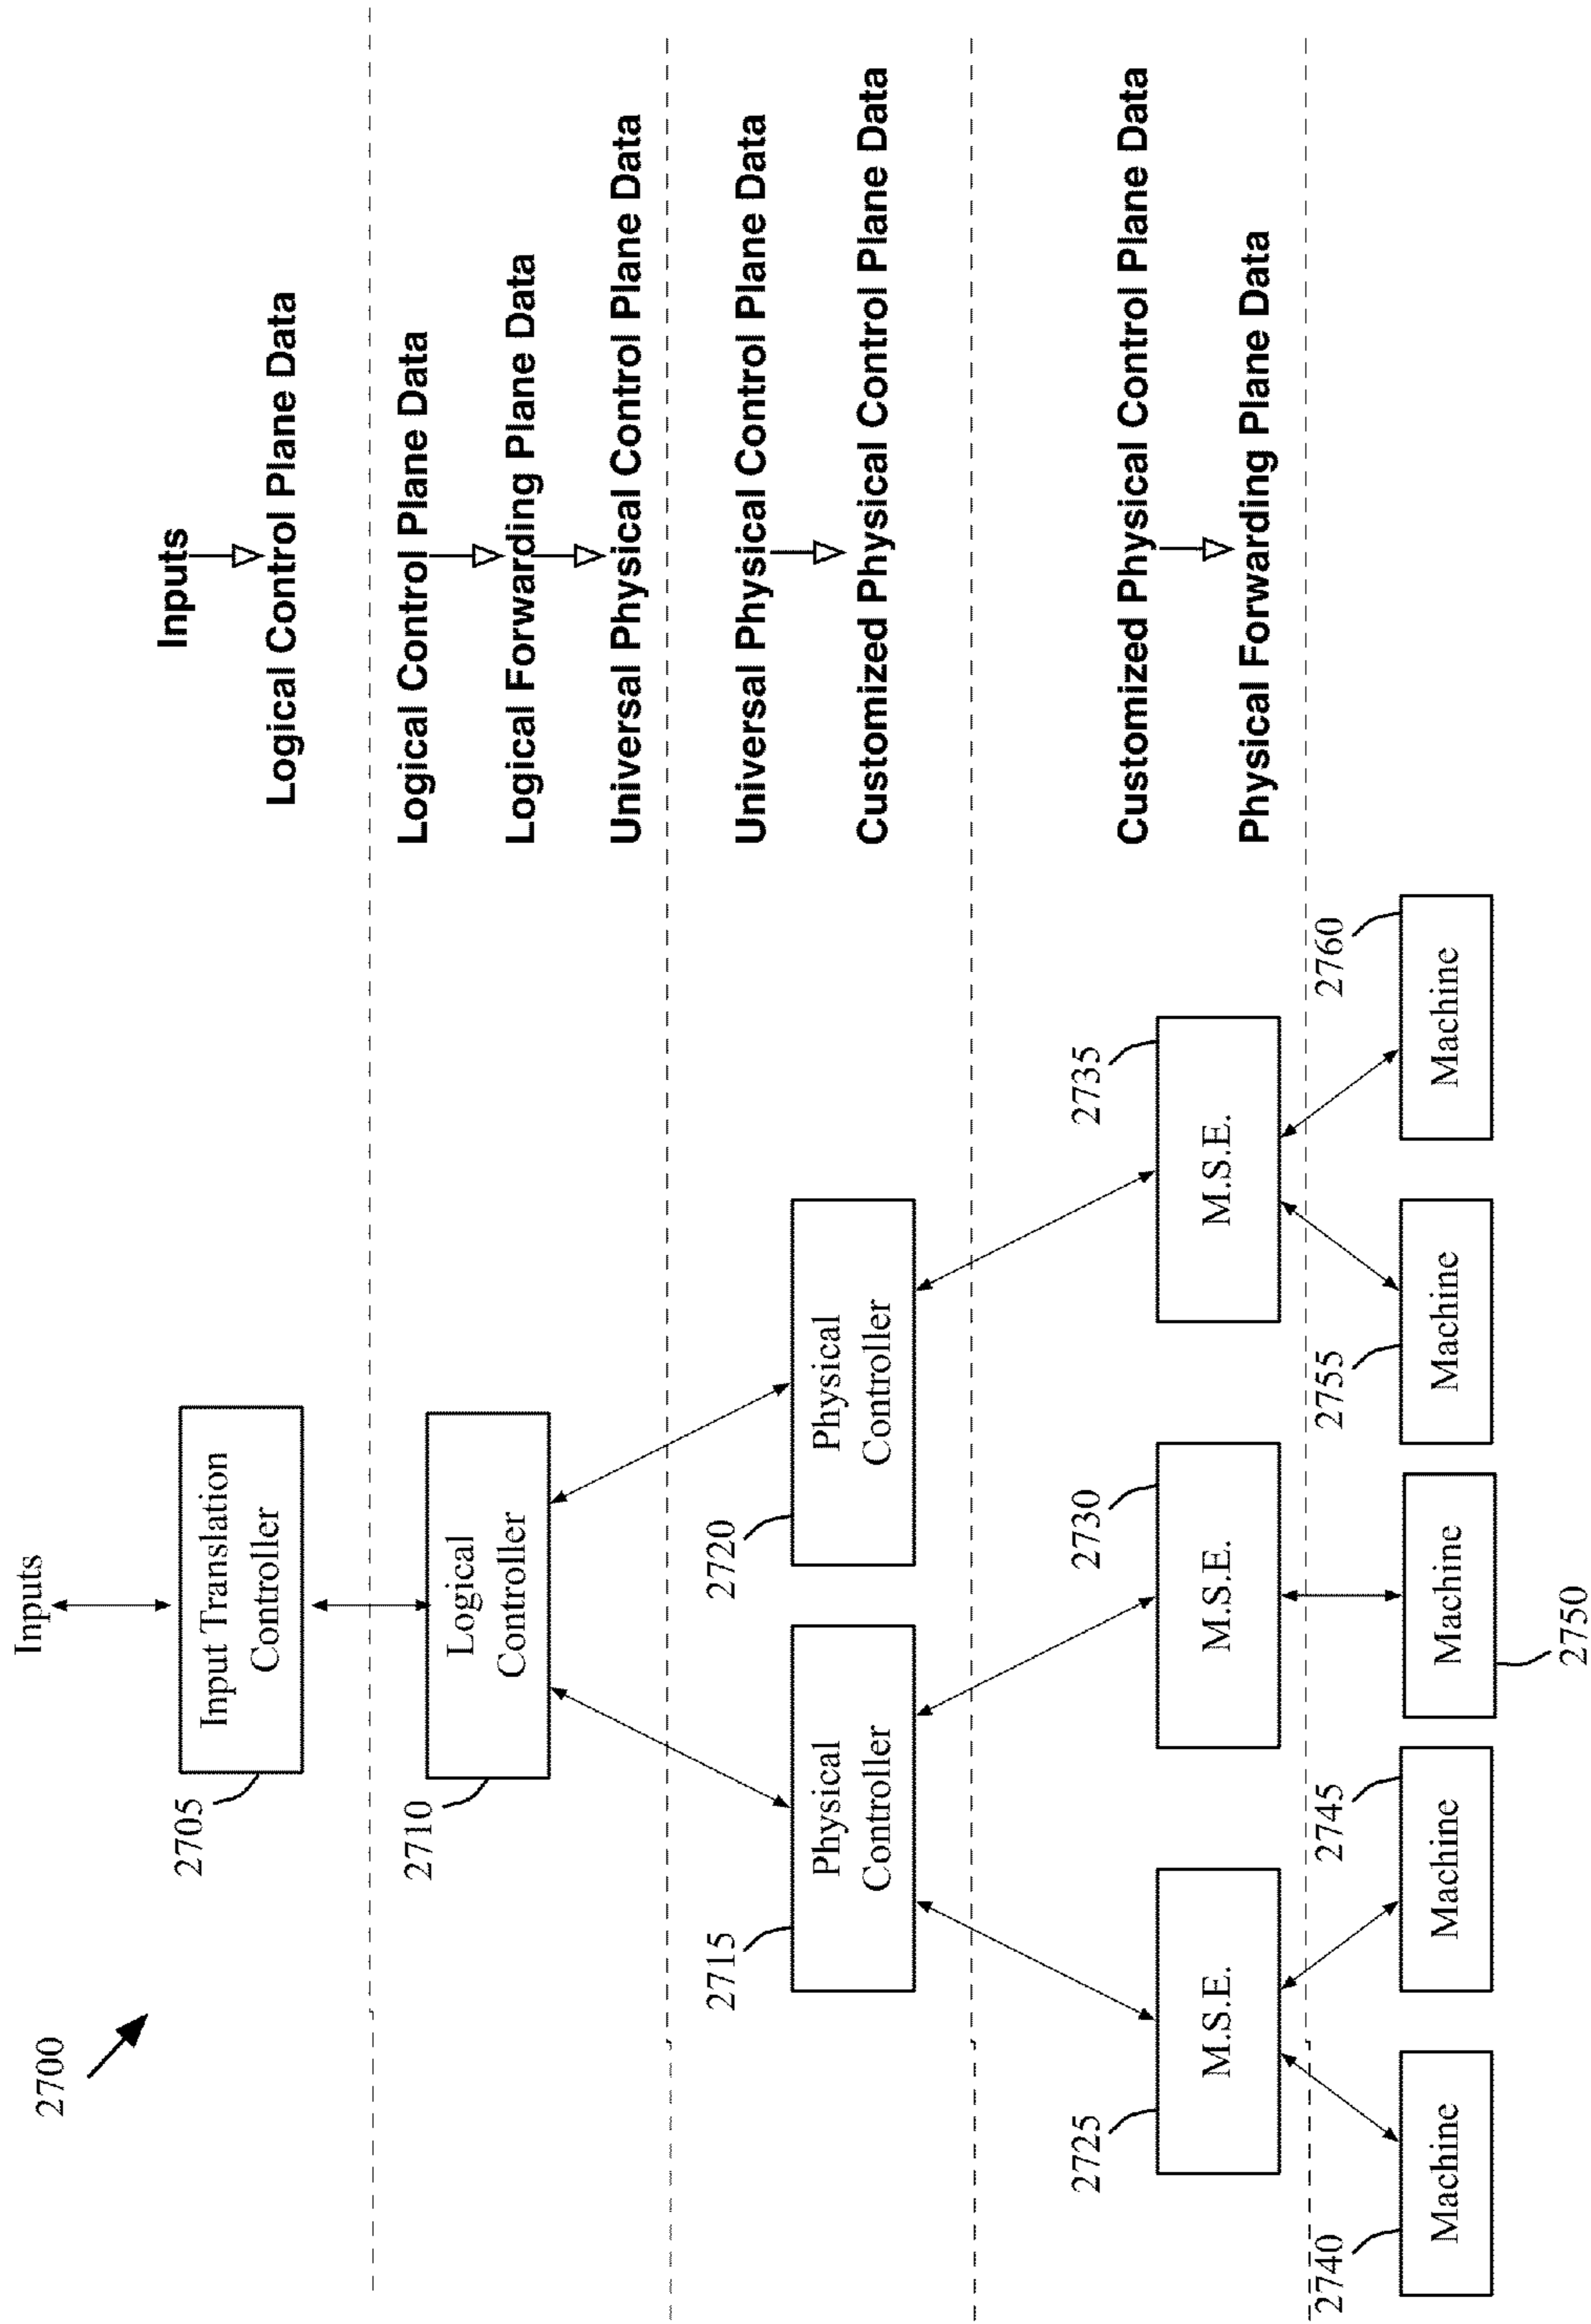 2700
Inputs
Input Translation
Controller
2705
Inputs
Logical Control Plane Data
Logical
Controller
2710
Logical Control Plane Data
Logical Forwarding Plane Data
Universal Physical Control Plane Data
2715
Physical
Controller
2720
Physical
Controller
Universal Physical Control Plane Data
Customized Physical Control Plane Data
2725
M.S.E.
2730
M.S.E.
2735
M.S.E.
Customized Physical Control Plane Data
Physical Forwarding Plane Data
2740
Machine
2745
Machine
Machine
2750
2755
Machine
2760
Machine